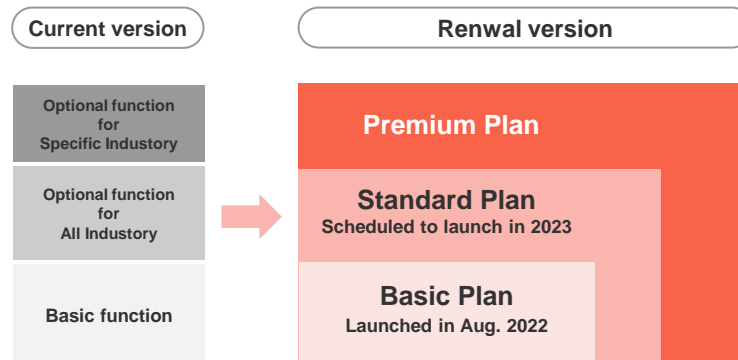 Current version
Renwal version
Optional function
for
Specific Industory
Optional function
for
All Industory
Basic function
Premium Plan
Standard Plan
Scheduled to launch in 2023
Basic Plan
Launched in Aug. 2022